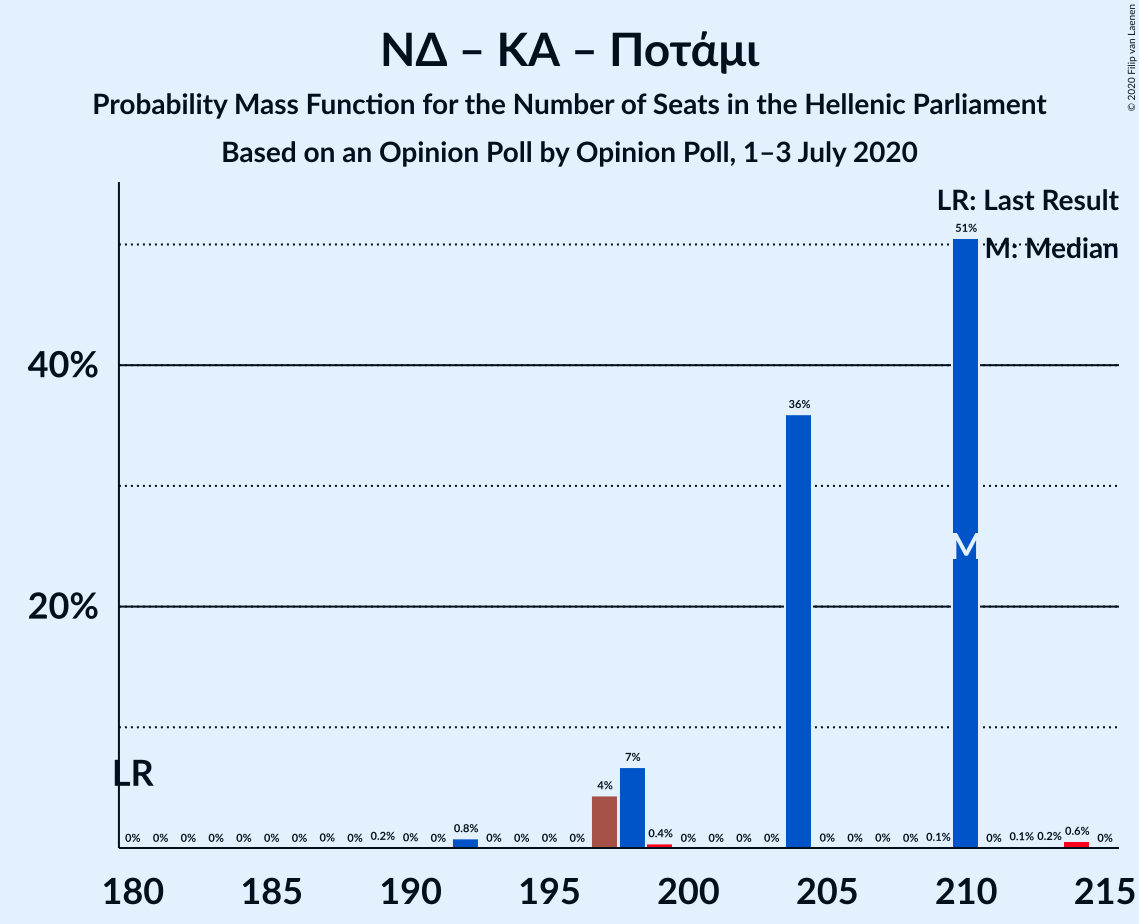 ΝΔ – ΚΑ – Ποτάμι
Probability Mass Function for the Number of Seats in the Hellenic Parliament
Based on an Opinion Poll by Opinion Poll, 1–3 July 2020
© 2020 Filip van Laenen
LR: Last Result
M: Median
51%
40%
36%
M
20%
LR
7%
4%
0% 0% 0% 0% 0% 0% 0% 0% 0% 0.2% 0% 0% 0.8% 0% 0% 0% 0% 0.4% 0% 0% 0% 0% 0% 0% 0% 0% 0.1% 0% 0.1% 0.2% 0.6% 0%
180 185 190 195 200 205 210 215